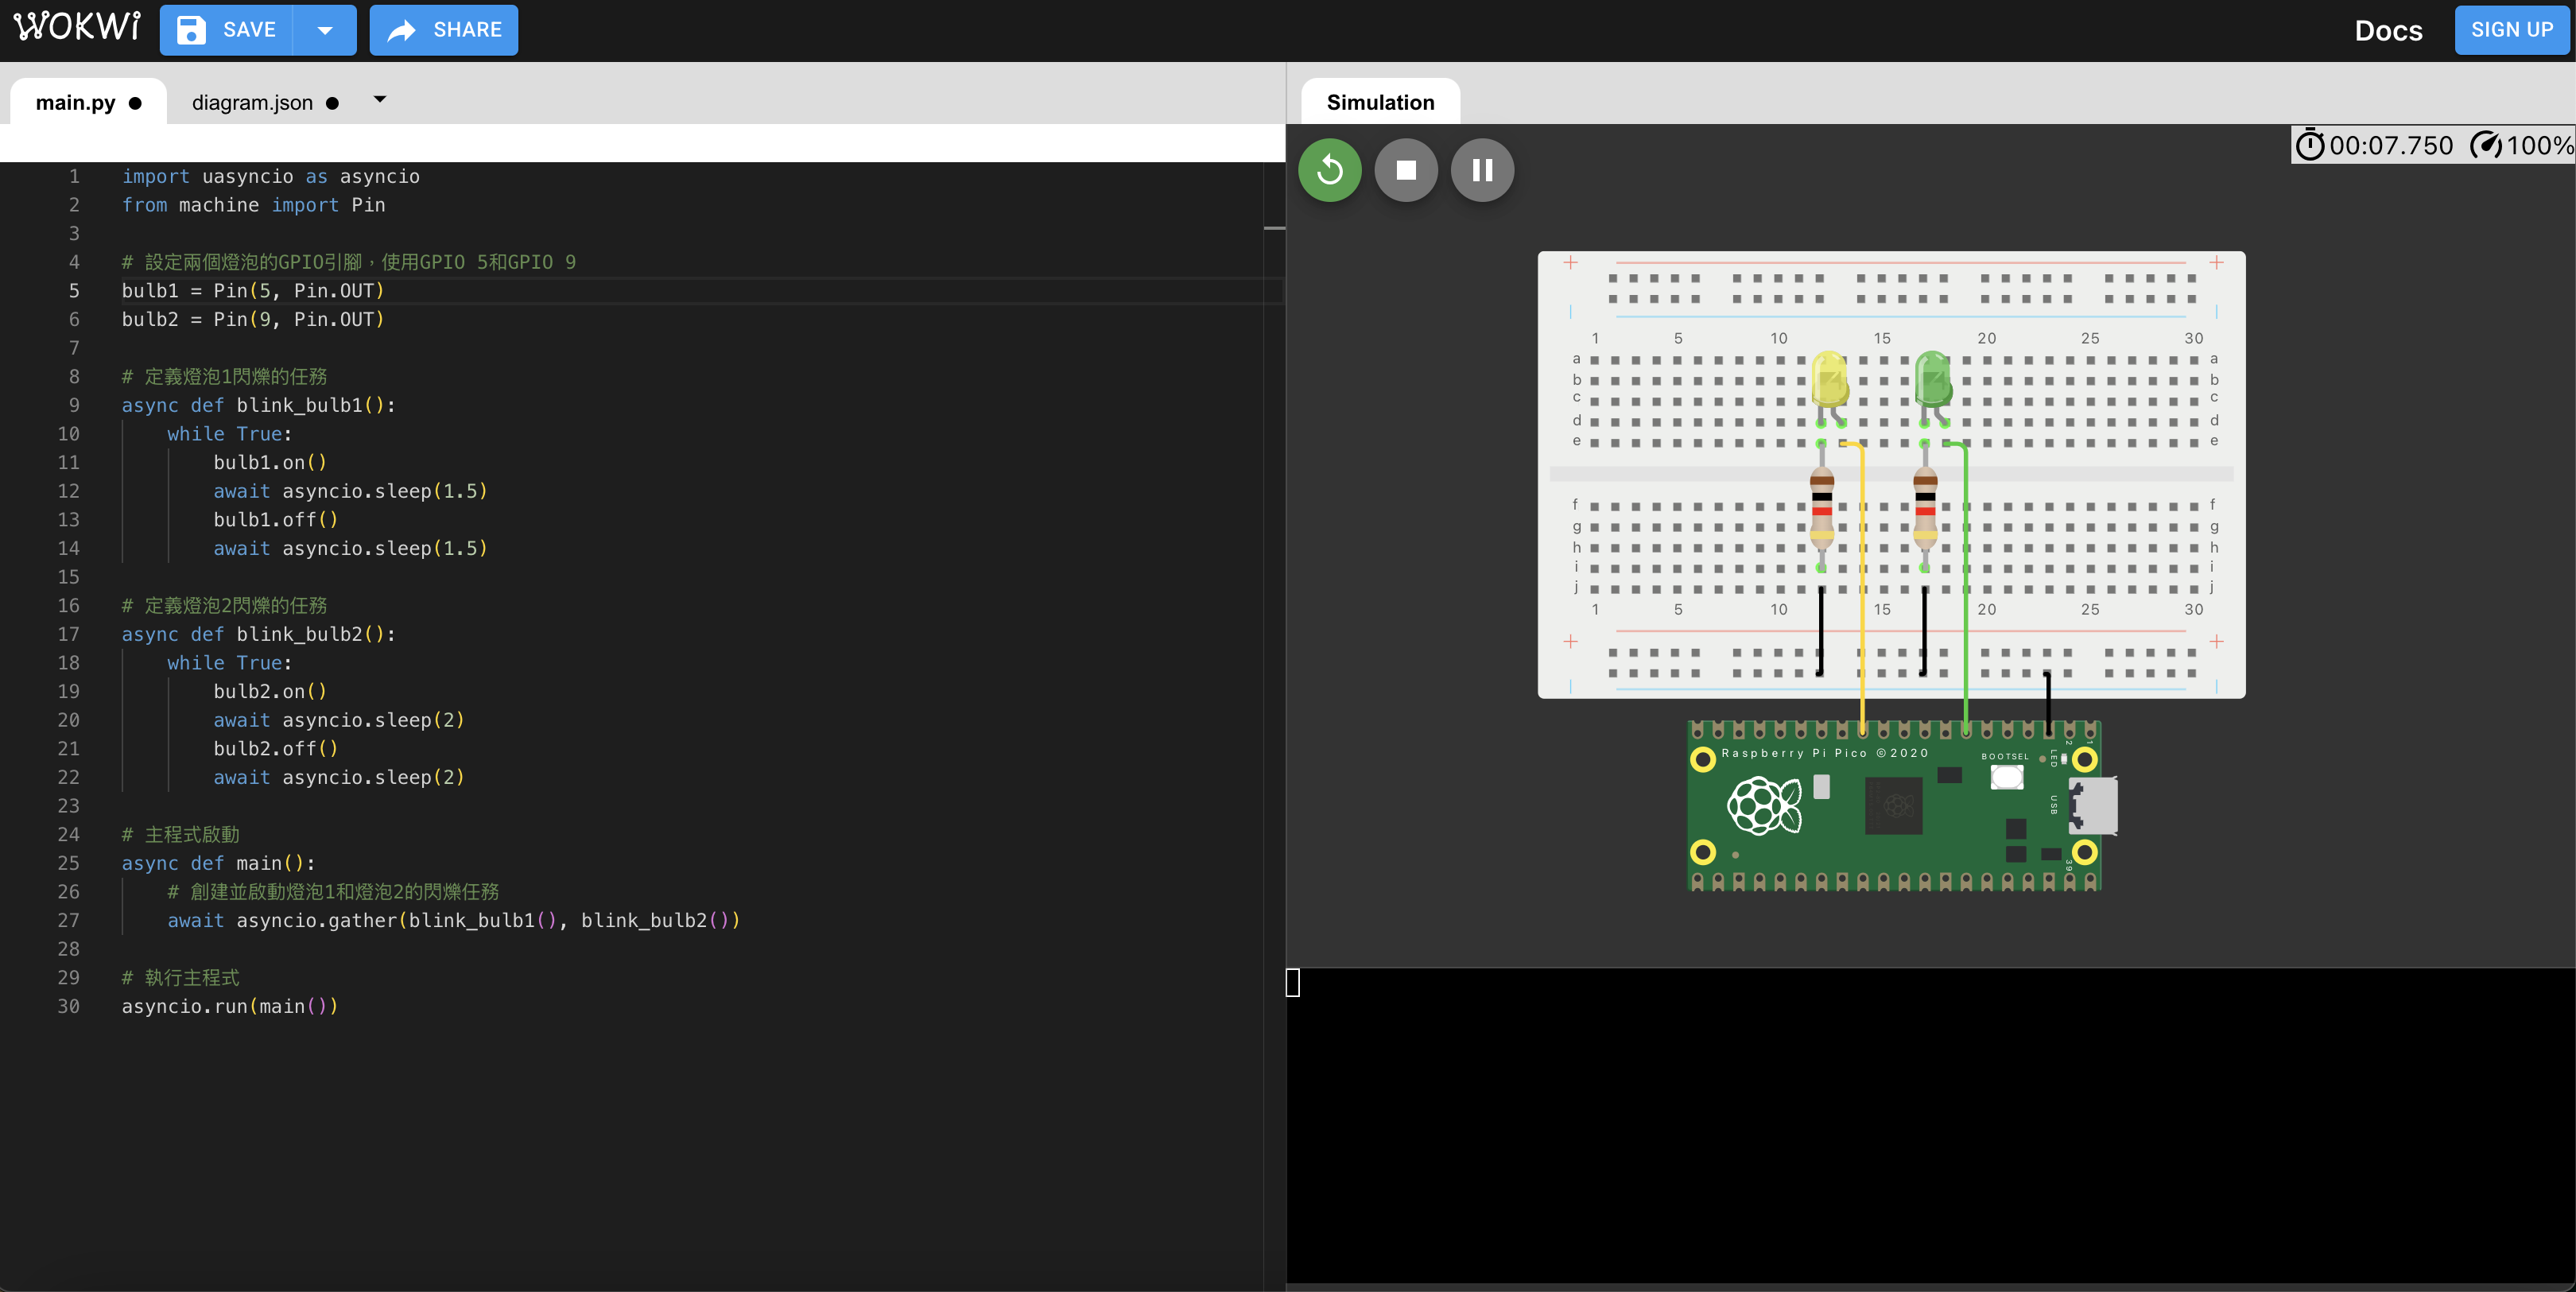 WOKWi SAVE SHARE Docs SIGN UP
main.py ● diagram.json ●
Simulation
00:07.750 100%
1 import uasyncio as asyncio
2 from machine import Pin
3
4 # 設定兩個燈泡的GPIO引腳，使用GPIO 5和GPIO 9
5 bulb1 = Pin(5, Pin.OUT)
6 bulb2 = Pin(9, Pin.OUT)
7
8 # 定義燈泡1閃爍的任務
9 async def blink_bulb1():
10 while True:
11 bulb1.on()
12 await asyncio.sleep(1.5)
13 bulb1.off()
14 await asyncio.sleep(1.5)
15
16 # 定義燈泡2閃爍的任務
17 async def blink_bulb2():
18 while True:
19 bulb2.on()
20 await asyncio.sleep(2)
21 bulb2.off()
22 await asyncio.sleep(2)
23
24 # 主程式啟動
25 async def main():
26 # 創建並啟動燈泡1和燈泡2的閃爍任務
27 await asyncio.gather(blink_bulb1(), blink_bulb2())
28
29 # 執行主程式
30 asyncio.run(main())
1 5 10 15 20 25 30
a a
b b
c c
d d
e e
f f
g g
h h
i i
j j
1 5 10 15 20 25 30
2 1
Raspberry Pi Pico ©2020
BOOTSEL
LED
USB
39